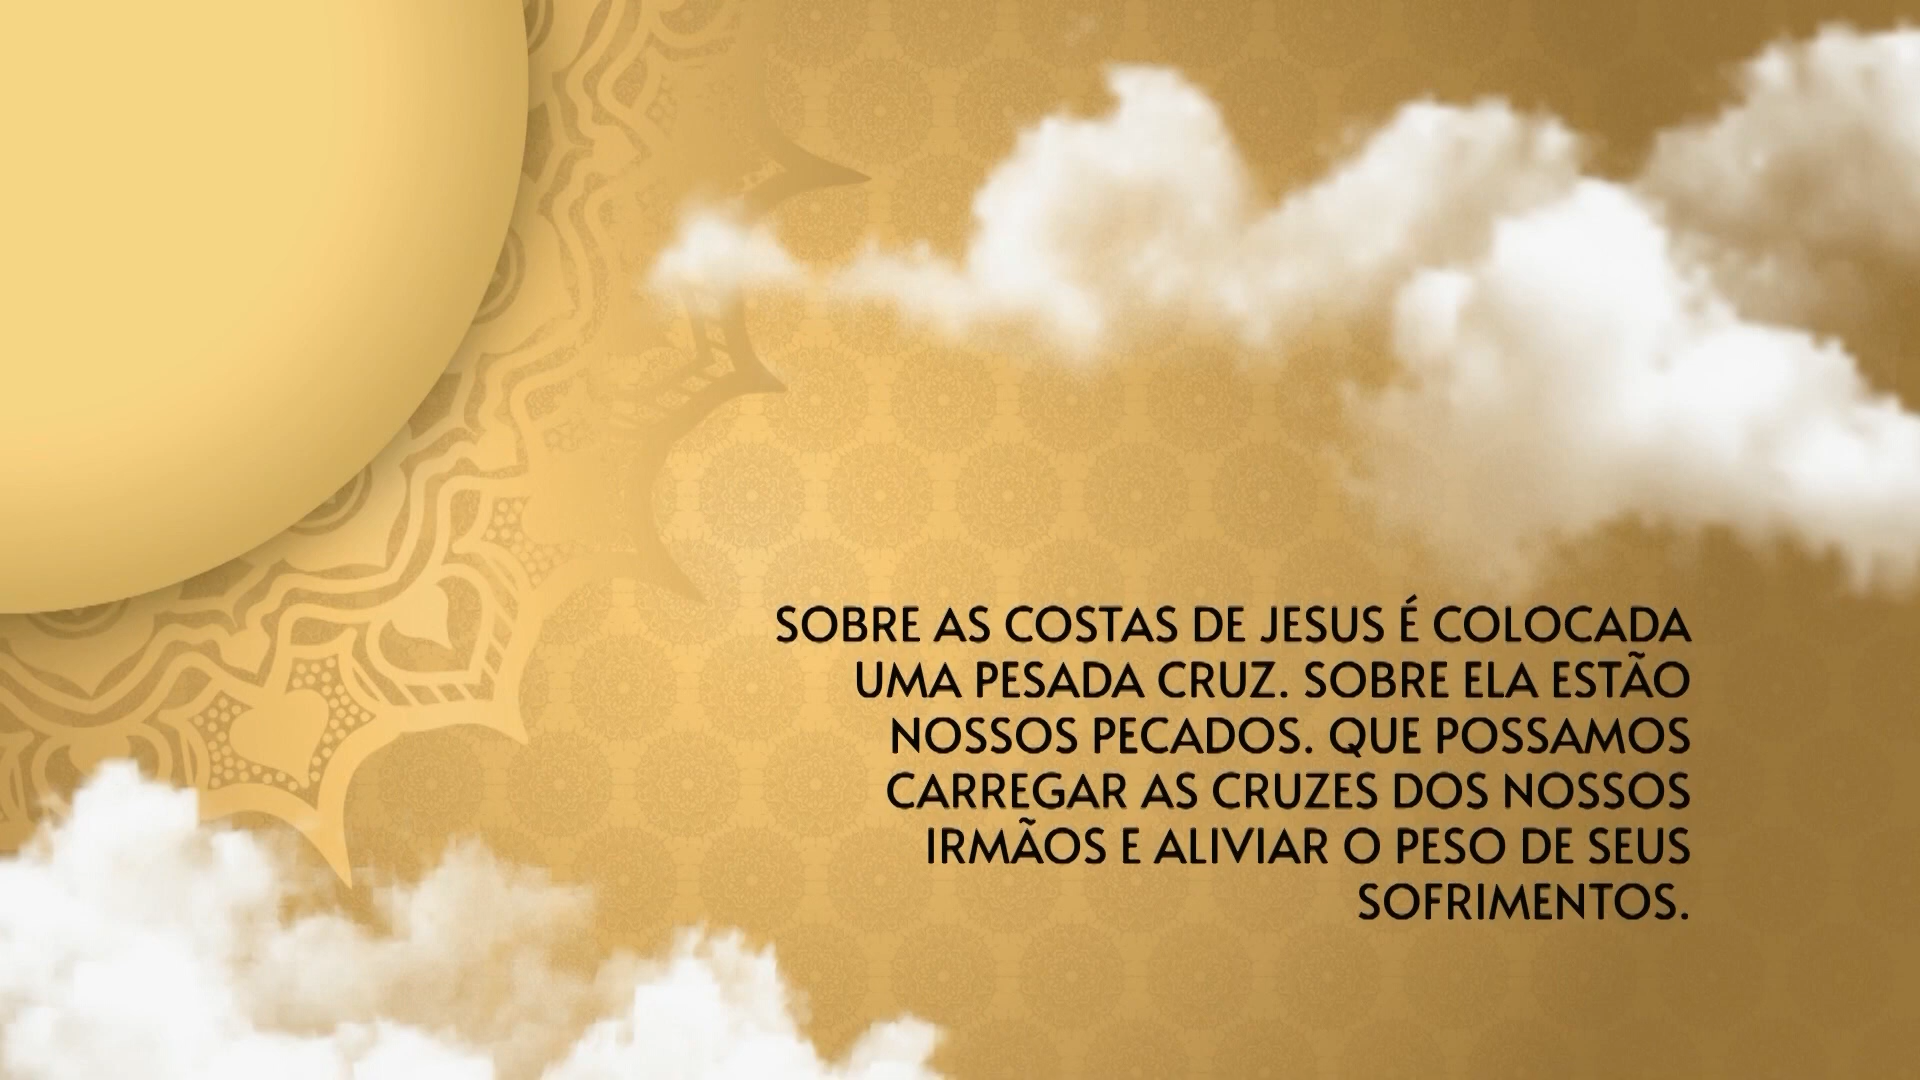 SOBRE AS COSTAS DE JESUS É COLOCADA
UMA PESADA CRUZ. SOBRE ELA ESTÃO
NOSSOS PECADOS. QUE POSSAMOS
CARREGAR AS CRUZES DOS NOSSOS
IRMÃOS E ALIVIAR O PESO DE SEUS
SOFRIMENTOS.